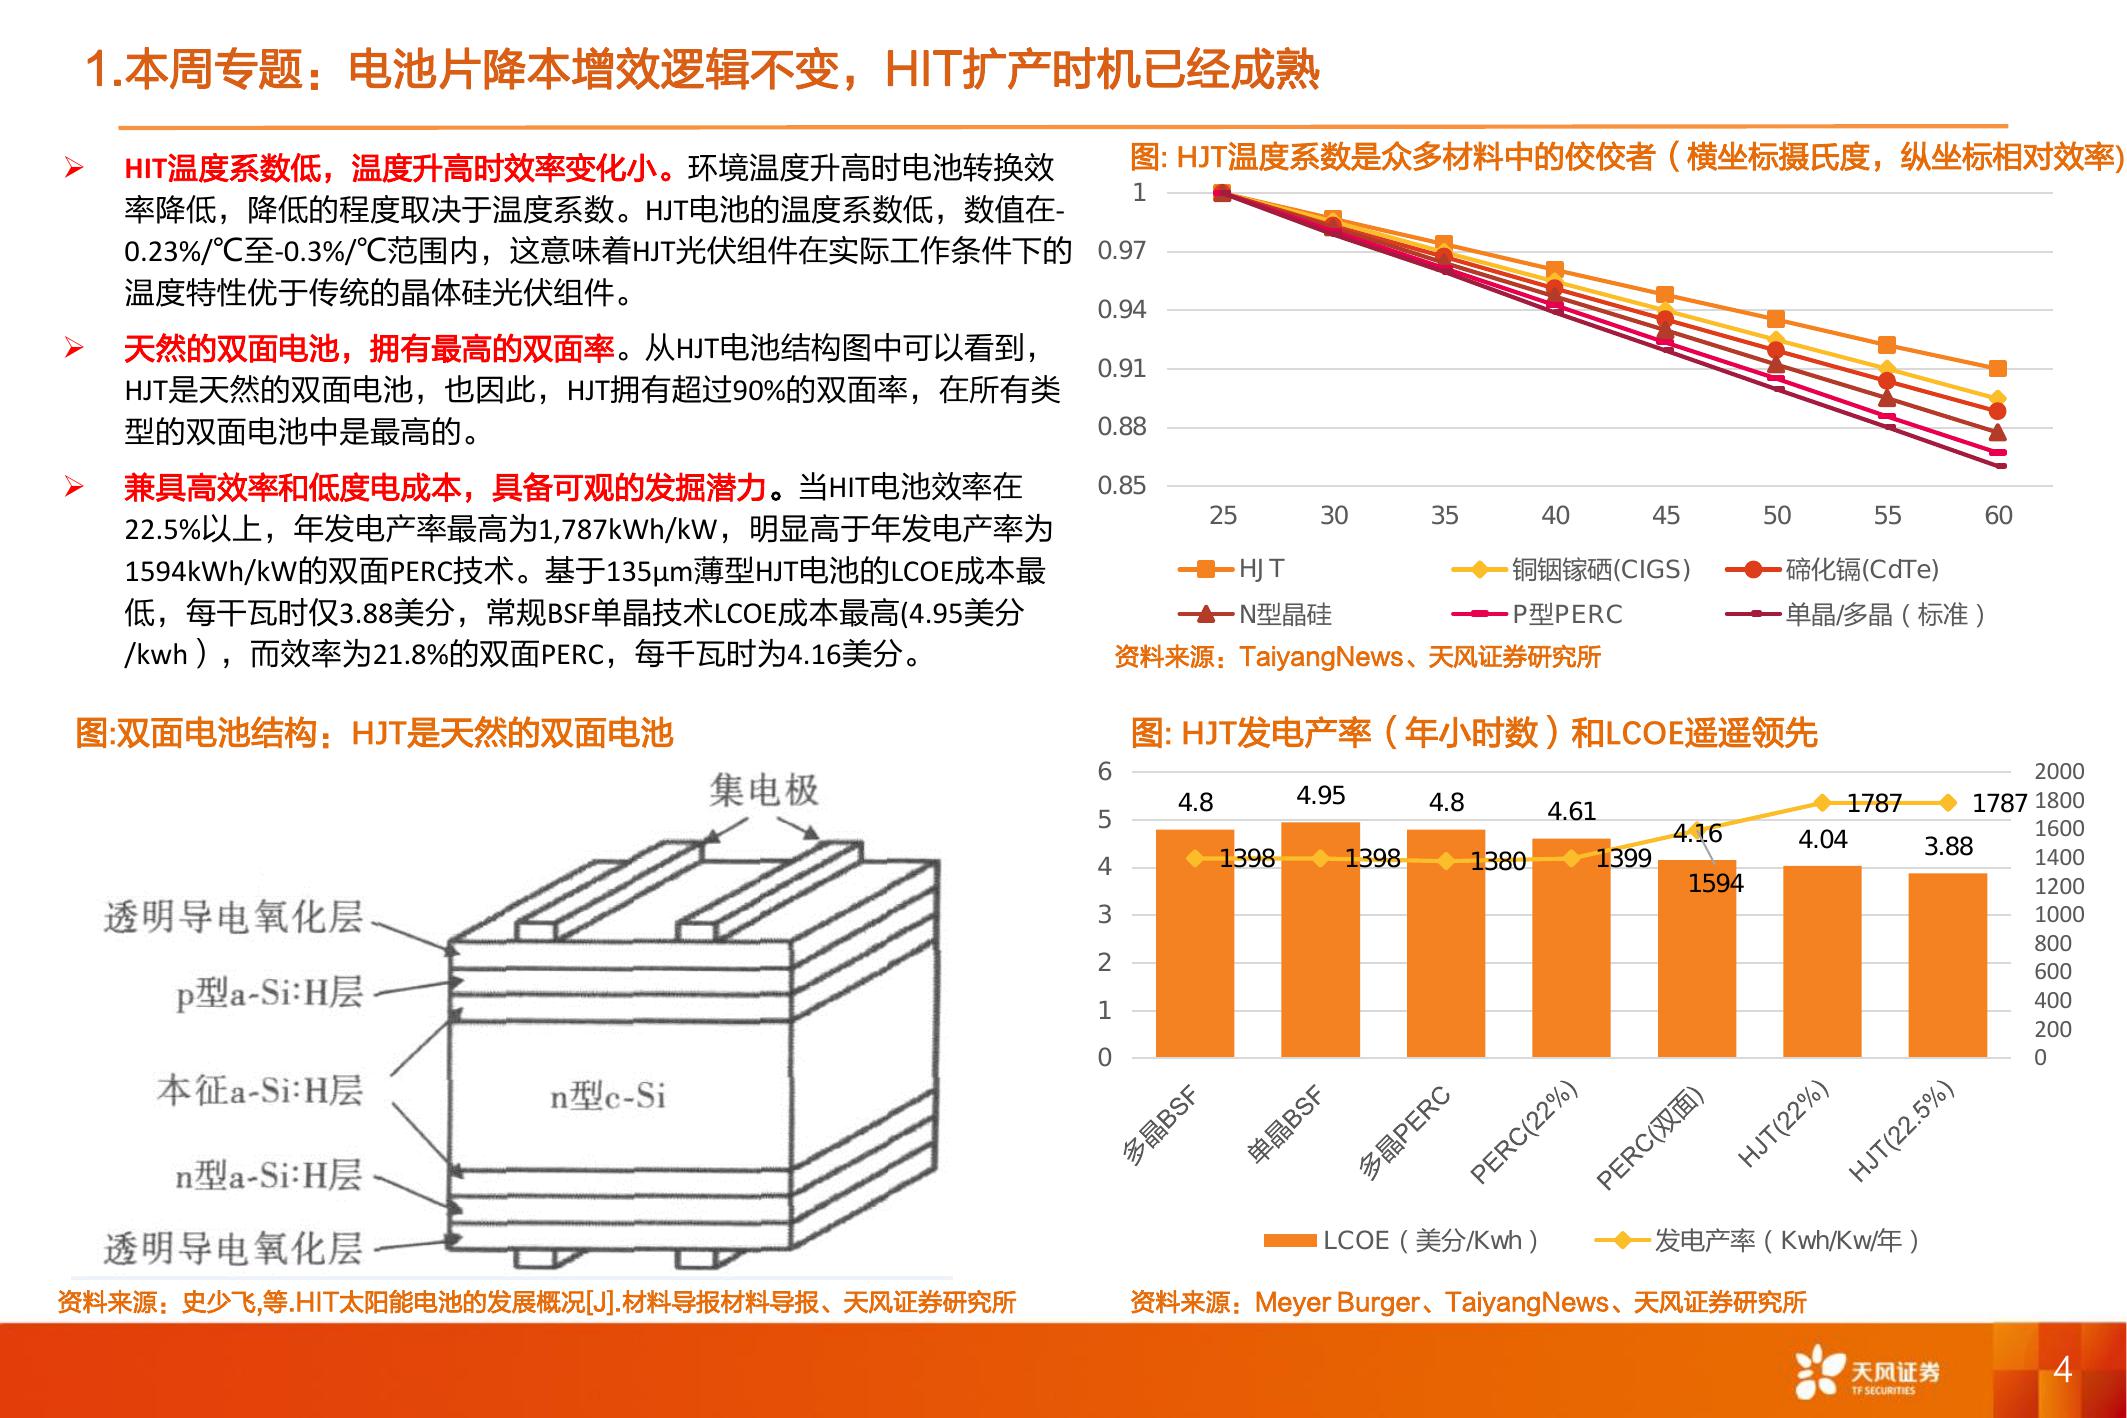 1.本周专题：电池片降本增效逻辑不变，HIT扩产时机已经成熟
➢ HIT温度系数低，温度升高时效率变化小。环境温度升高时电池转换效
率降低，降低的程度取决于温度系数。HJT电池的温度系数低，数值在-
0.23%/℃至-0.3%/℃范围内，这意味着HJT光伏组件在实际工作条件下的
温度特性优于传统的晶体硅光伏组件。
➢ 天然的双面电池，拥有最高的双面率。从HJT电池结构图中可以看到，
HJT是天然的双面电池，也因此，HJT拥有超过90%的双面率，在所有类
型的双面电池中是最高的。
➢ 兼具高效率和低度电成本，具备可观的发掘潜力。当HIT电池效率在
22.5%以上，年发电产率最高为1,787kWh/kW，明显高于年发电产率为
1594kWh/kW的双面PERC技术。基于135μm薄型HJT电池的LCOE成本最
低，每千瓦时仅3.88美分，常规BSF单晶技术LCOE成本最高(4.95美分
/kwh），而效率为21.8%的双面PERC，每千瓦时为4.16美分。
图: HJT温度系数是众多材料中的佼佼者（横坐标摄氏度，纵坐标相对效率)
1
0.97
0.94
0.91
0.88
0.85
25 30 35 40 45 50 55 60
HJT 铜铟镓硒(CIGS) 碲化镉(CdTe)
N型晶硅 P型PERC 单晶/多晶（标准）
资料来源：TaiyangNews、天风证券研究所
图:双面电池结构：HJT是天然的双面电池
集电极
透明导电氧化层
p型a-Si:H层
本征a-Si:H层
n型c-Si
n型a-Si:H层
透明导电氧化层
资料来源：史少飞,等.HIT太阳能电池的发展概况[J].材料导报材料导报、天风证券研究所
图: HJT发电产率（年小时数）和LCOE遥遥领先
6
5
4
3
2
1
0
4.8 4.95 4.8 4.61 4.16 4.04 3.88
1398 1398 1380 1399 1594 1787 1787
2000
1800
1600
1400
1200
1000
800
600
400
200
0
多晶BSF 单晶BSF 多晶PERC PERC(22%) PERC(双面) HJT(22%) HJT(22.5%)
LCOE（美分/Kwh） 发电产率（Kwh/Kw/年）
资料来源：Meyer Burger、TaiyangNews、天风证券研究所
天风证券
TF SECURITIES
4